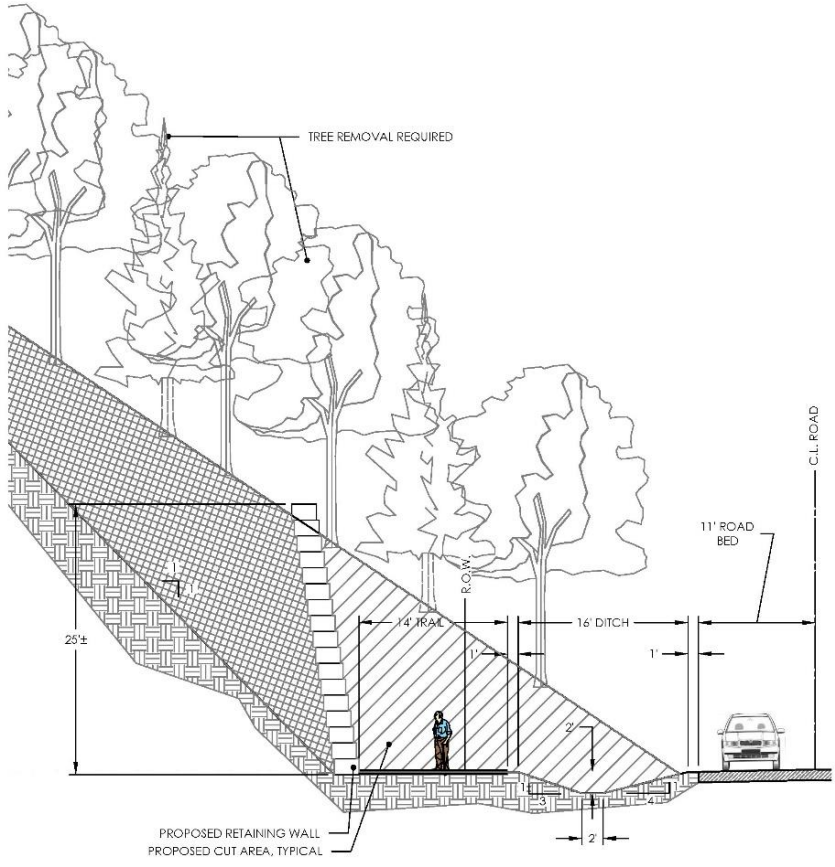 TREE REMOVAL REQUIRED
C.L. ROAD
11' ROAD
BED
R.O.W.
14' TRAIL
16' DITCH
1'
1'
1
1
25'±
2'
1
3
4
1
2'
PROPOSED RETAINING WALL
PROPOSED CUT AREA, TYPICAL